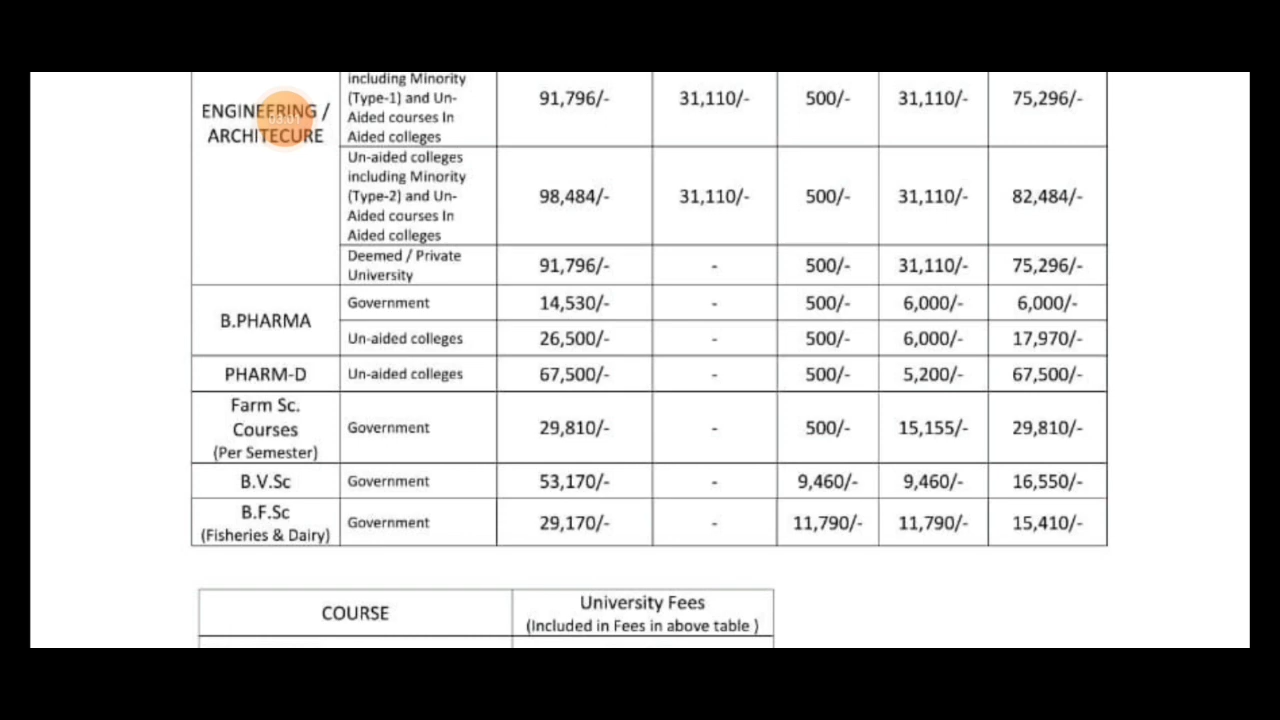 including Minority
(Type-1) and Un-
Aided courses In
Aided colleges
ENGINEERING /
ARCHITECURE
91,796/- 31,110/- 500/- 31,110/- 75,296/-
03:01
Un-aided colleges
including Minority
(Type-2) and Un-
Aided courses In
Aided colleges
98,484/- 31,110/- 500/- 31,110/- 82,484/-
Deemed / Private
University
91,796/- - 500/- 31,110/- 75,296/-
B.PHARMA
Government 14,530/- - 500/- 6,000/- 6,000/-
Un-aided colleges 26,500/- - 500/- 6,000/- 17,970/-
PHARM-D Un-aided colleges 67,500/- - 500/- 5,200/- 67,500/-
Farm Sc.
Courses
(Per Semester)
Government 29,810/- - 500/- 15,155/- 29,810/-
B.V.Sc Government 53,170/- - 9,460/- 9,460/- 16,550/-
B.F.Sc
(Fisheries & Dairy)
Government 29,170/- - 11,790/- 11,790/- 15,410/-
COURSE
University Fees
(Included in Fees in above table )